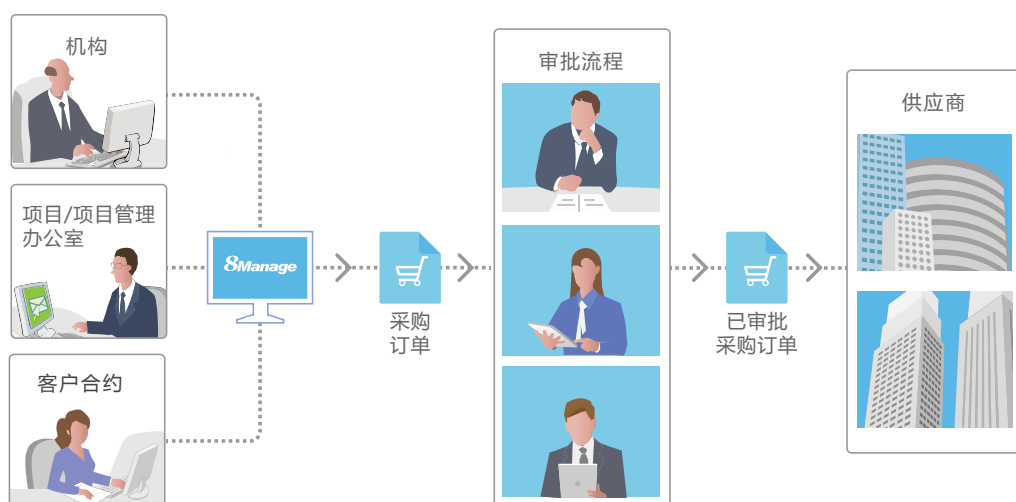 机构
项目/项目管理
办公室
客户合约
8Manage
采购
订单
审批流程
已审批
采购订单
供应商